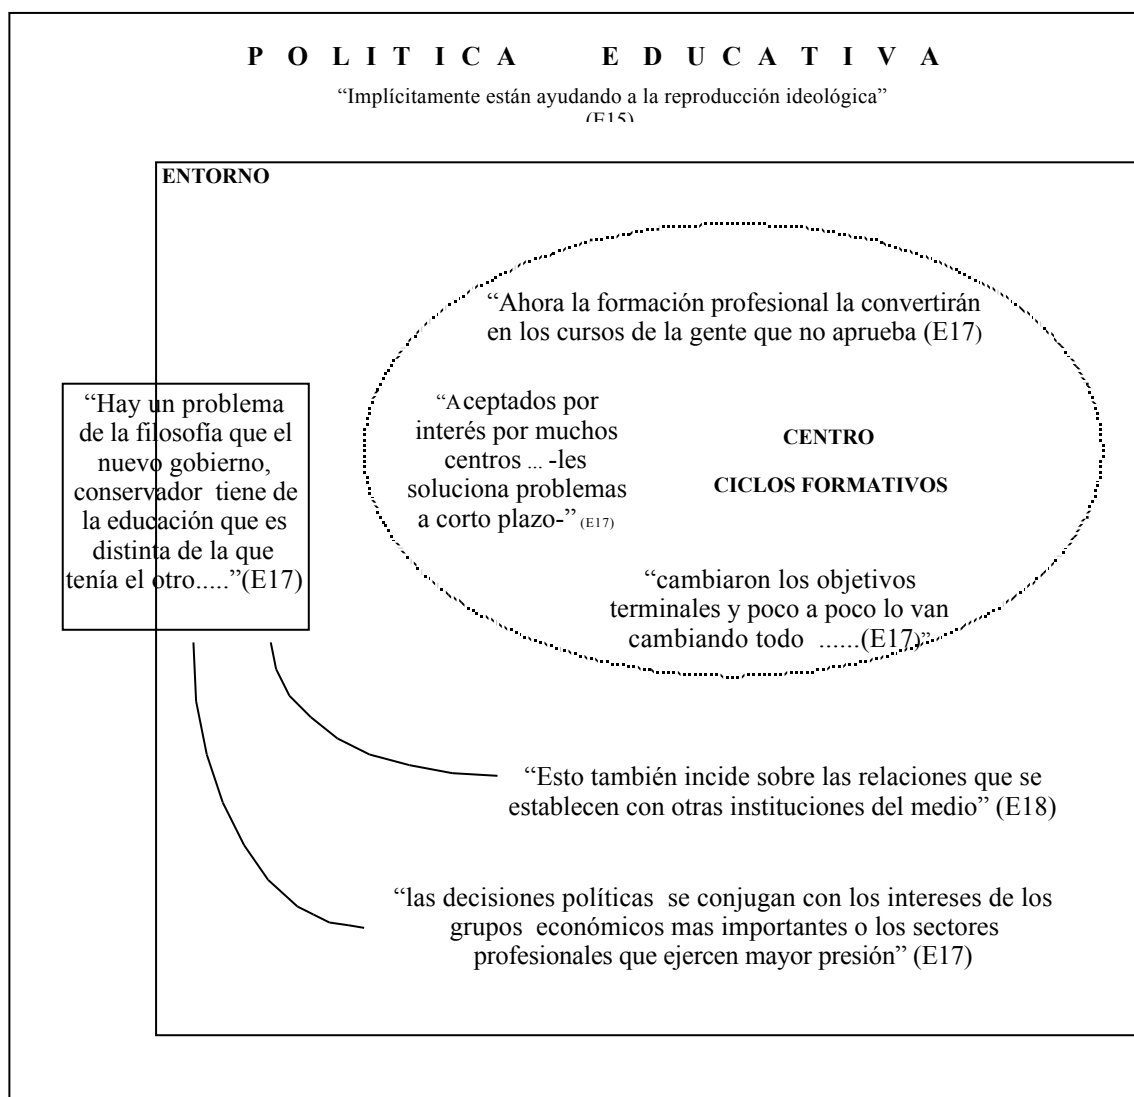 P O L I T I C A E D U C A T I V A
“Implícitamente están ayudando a la reproducción ideológica”
(E15)
ENTORNO
“Ahora la formación profesional la convertirán
en los cursos de la gente que no aprueba (E17)
“Hay un problema
de la filosofía que el
nuevo gobierno,
conservador tiene de
la educación que es
distinta de la que
tenía el otro.....”(E17)
“Aceptados por
interés por muchos
centros ... -les
soluciona problemas
a corto plazo-” (E17)
CENTRO
CICLOS FORMATIVOS
“cambiaron los objetivos
terminales y poco a poco lo van
cambiando todo ......(E17)”
“Esto también incide sobre las relaciones que se
establecen con otras instituciones del medio” (E18)
“las decisiones políticas se conjugan con los intereses de los
grupos económicos mas importantes o los sectores
profesionales que ejercen mayor presión” (E17)